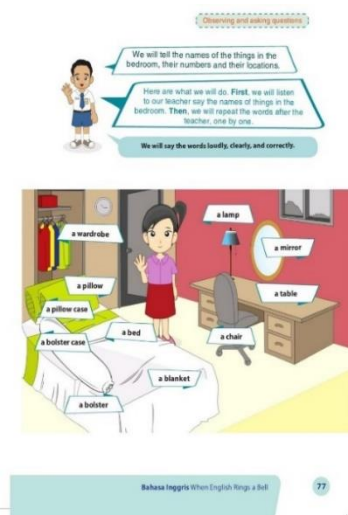 Observing and asking questions
We will tell the names of the things in the
bedroom, their numbers and their locations.
Here are what we will do. First, we will listen
to our teacher say the names of things in the
bedroom. Then, we will repeat the words after the
teacher, one by one.
We will say the words loudly, clearly, and correctly.
a lamp
a wardrobe
a mirror
a pillow
a table
a pillow case
a bed
a chair
a bolster case
a blanket
a bolster
Bahasa Inggris When English Rings a Bell
77